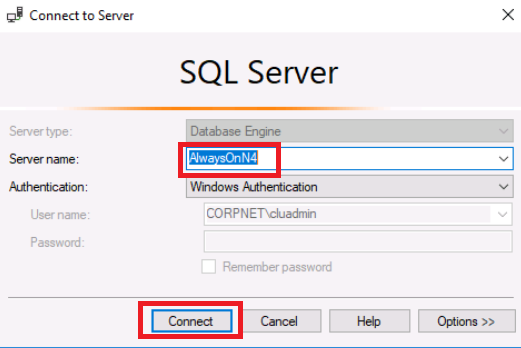 Connect to Server
SQL Server
Server type: Database Engine
Server name: AlwaysOnN4
Authentication: Windows Authentication
User name: CORPNET\cluadmin
Password:
Remember password
Connect Cancel Help Options >>